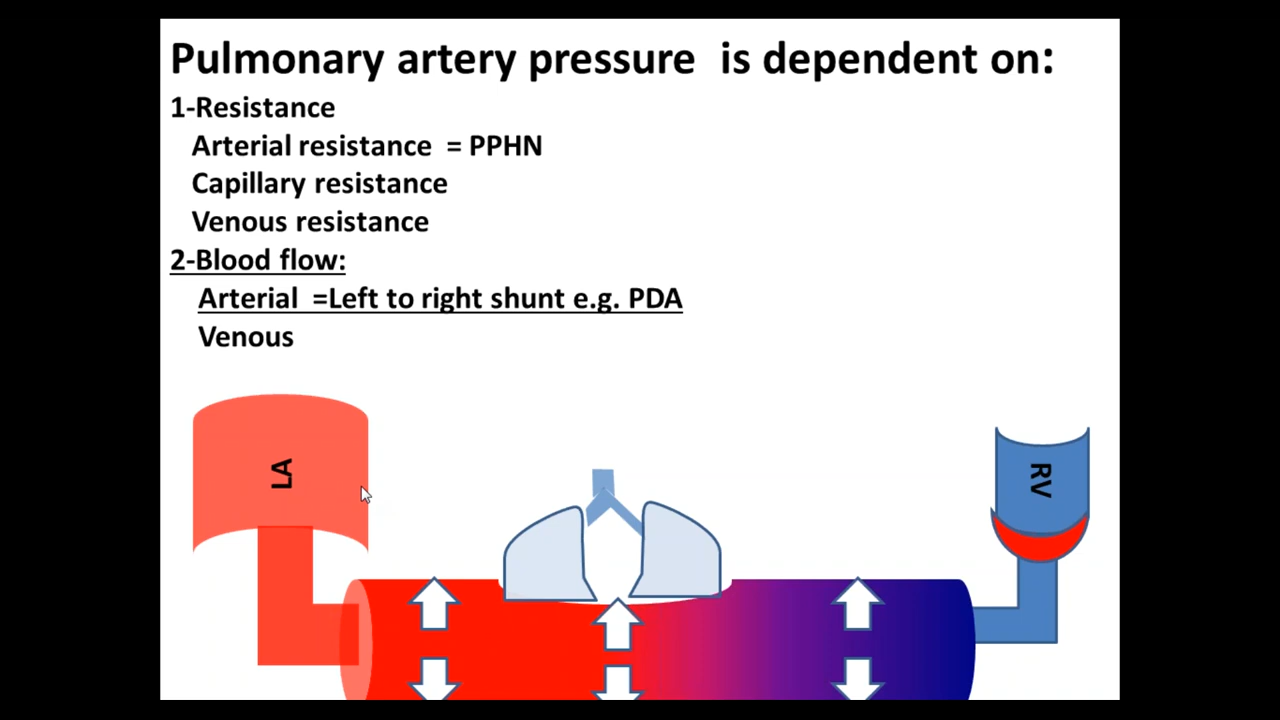 Pulmonary artery pressure is dependent on:
1-Resistance
Arterial resistance = PPHN
Capillary resistance
Venous resistance
2-Blood flow:
Arterial =Left to right shunt e.g. PDA
Venous
LA
RV